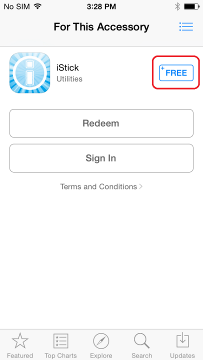 No SIM 3:28 PM
For This Accessory
iStick
Utilities
+ FREE
Redeem
Sign In
Terms and Conditions >
Featured Top Charts Explore Search Updates